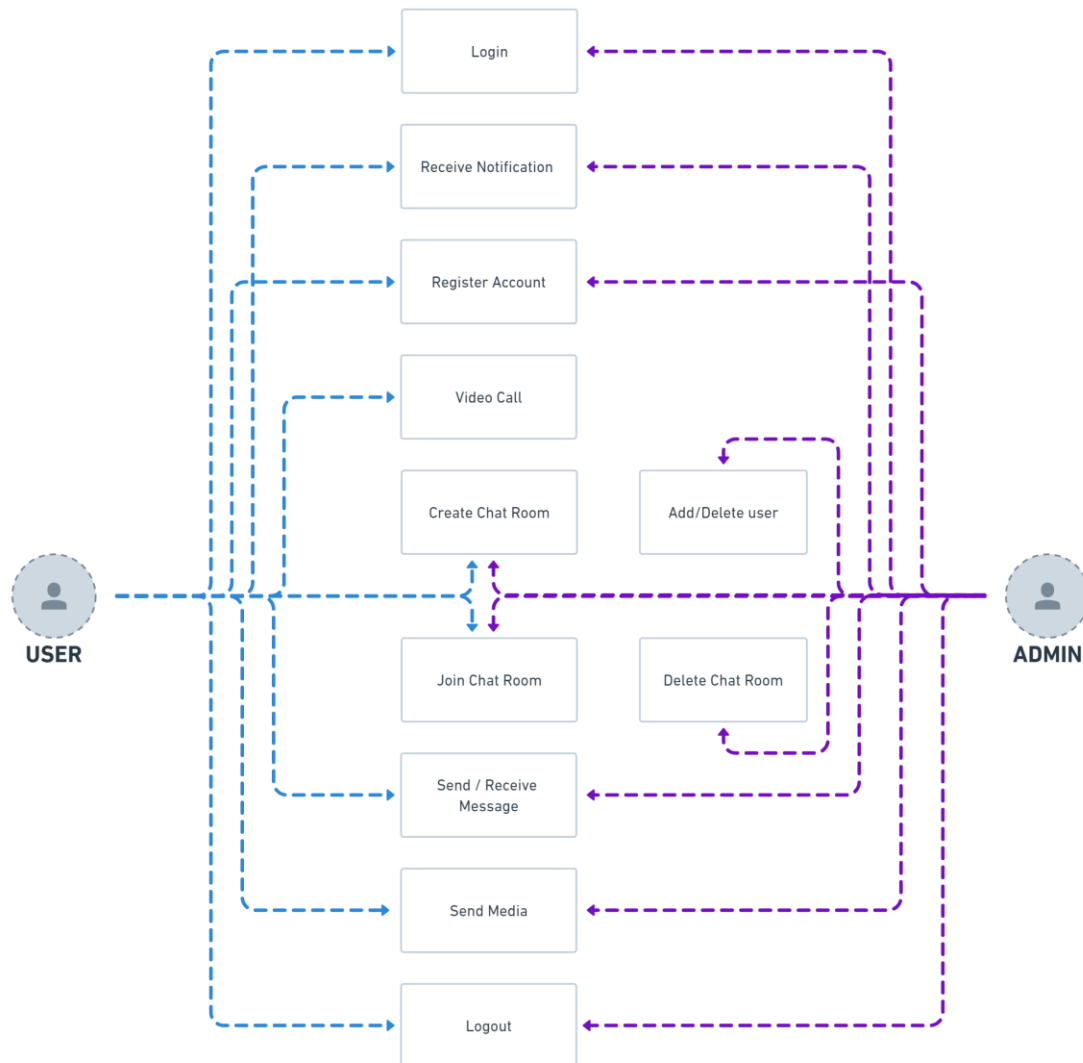 Login
Receive Notification
Register Account
Video Call
Create Chat Room
Add/Delete user
USER
ADMIN
Join Chat Room
Delete Chat Room
Send / Receive
Message
Send Media
Logout